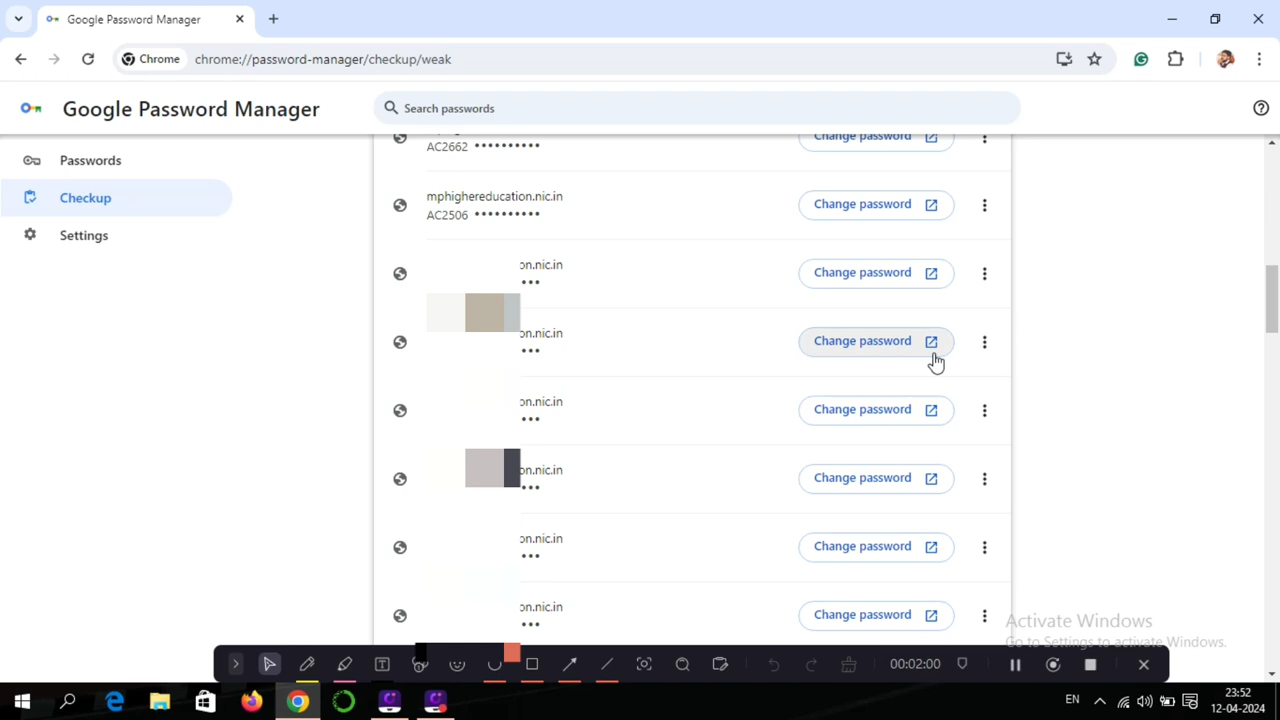 Google Password Manager
Chrome
chrome://password-manager/checkup/weak
Google Password Manager
Search passwords
Passwords
Checkup
Settings
Change password
AC2662 ••••••••••
mphighereducation.nic.in
Change password
AC2506 ••••••••••
on.nic.in
Change password
•••
on.nic.in
Change password
•••
on.nic.in
Change password
•••
on.nic.in
Change password
•••
on.nic.in
Change password
•••
on.nic.in
Change password
•••
Activate Windows
Go to Settings to activate Windows.
00:02:00
EN
23:52
12-04-2024